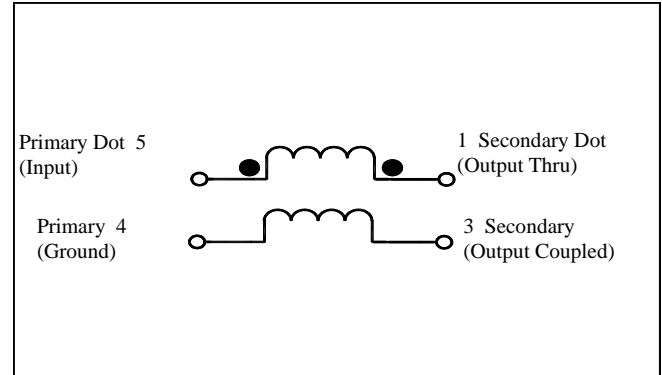 Primary Dot 5
(Input)
1 Secondary Dot
(Output Thru)
Primary 4
(Ground)
3 Secondary
(Output Coupled)